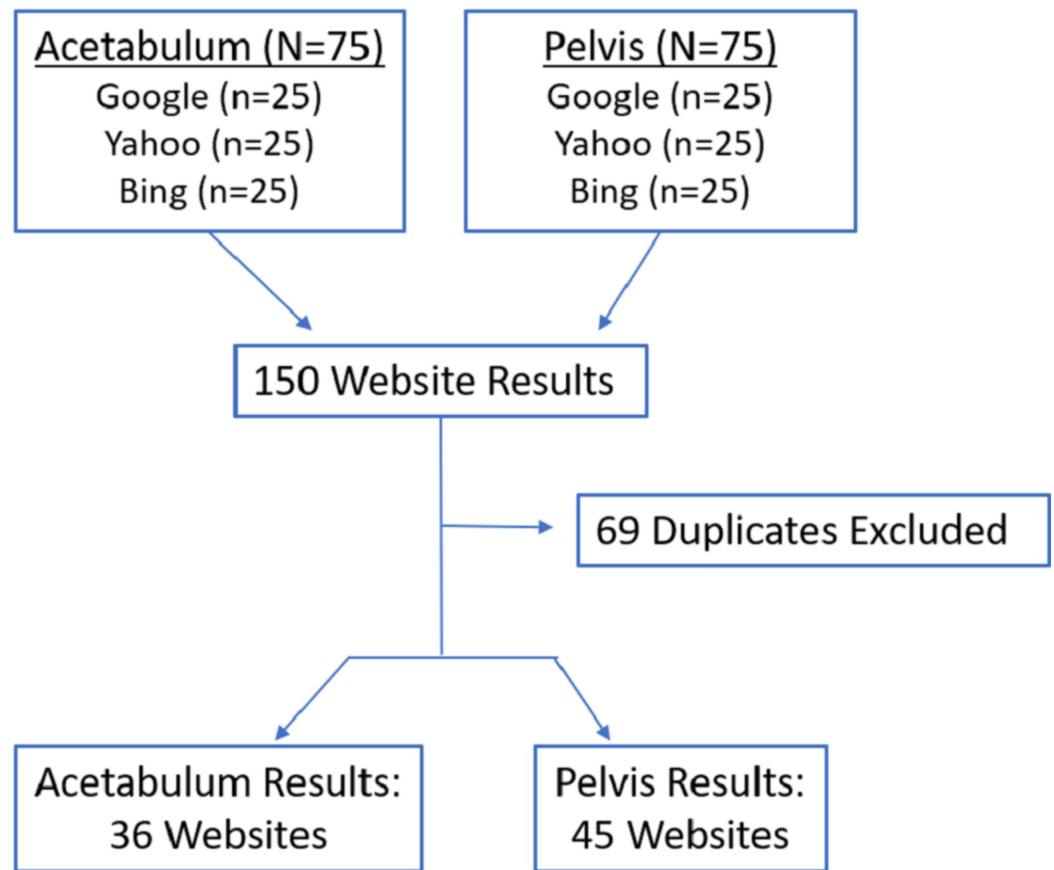 Acetabulum (N=75)
Google (n=25)
Yahoo (n=25)
Bing (n=25)
Pelvis (N=75)
Google (n=25)
Yahoo (n=25)
Bing (n=25)
150 Website Results
69 Duplicates Excluded
Acetabulum Results:
36 Websites
Pelvis Results:
45 Websites